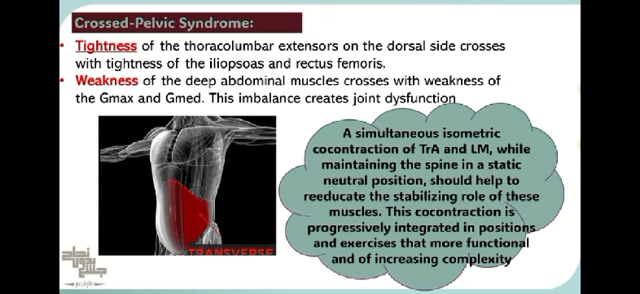 Crossed-Pelvic Syndrome:
• Tightness of the thoracolumbar extensors on the dorsal side crosses
with tightness of the iliopsoas and rectus femoris.
• Weakness of the deep abdominal muscles crosses with weakness of
the Gmax and Gmed. This imbalance creates joint dysfunction
A simultaneous isometric
cocontraction of TrA and LM, while
maintaining the spine in a static
neutral position, should help to
reeducate the stabilizing role of these
muscles. This cocontraction is
progressively integrated in positions
and exercises that more functional
and of increasing complexity
TRANSVERSE